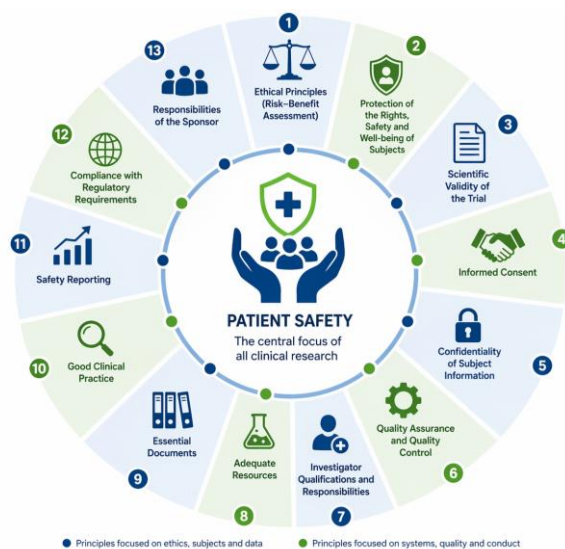 1
Ethical Principles
(Risk–Benefit
Assessment)
2
Protection of
the Rights,
Safety and
Well-being of
Subjects
3
Scientific
Validity of
the Trial
4
Informed Consent
5
Confidentiality
of Subject
Information
6
Quality Assurance
and Quality
Control
7
Investigator
Qualifications and
Responsibilities
8
Adequate
Resources
9
Essential
Documents
10
Good Clinical
Practice
11
Safety Reporting
12
Compliance with
Regulatory
Requirements
13
Responsibilities
of the Sponsor
PATIENT SAFETY
The central focus of
all clinical research
Principles focused on ethics, subjects and data
Principles focused on systems, quality and conduct